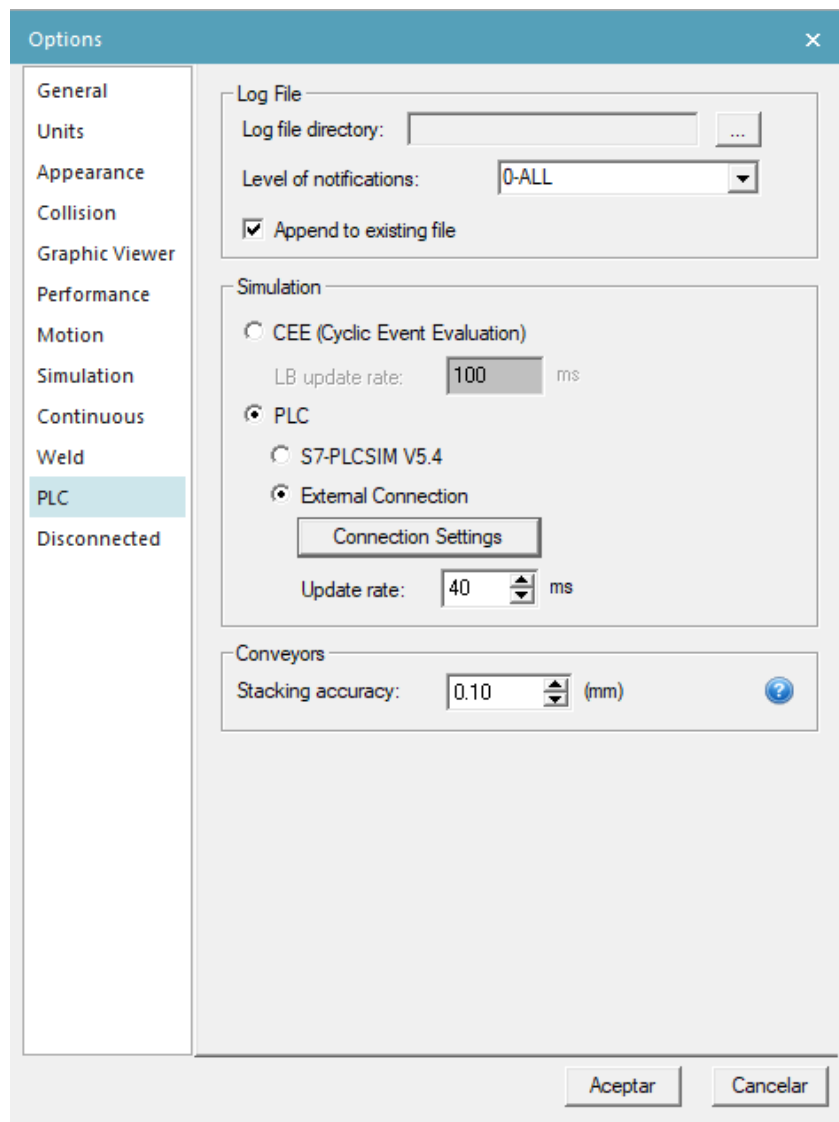 Options
General
Units
Appearance
Collision
Graphic Viewer
Performance
Motion
Simulation
Continuous
Weld
PLC
Disconnected
Log File
Log file directory:
...
Level of notifications:
0-ALL
Append to existing file
Simulation
CEE (Cyclic Event Evaluation)
LB update rate: 100 ms
PLC
S7-PLCSIM V5.4
External Connection
Connection Settings
Update rate: 40 ms
Conveyors
Stacking accuracy: 0.10 (mm)
?
Aceptar Cancelar